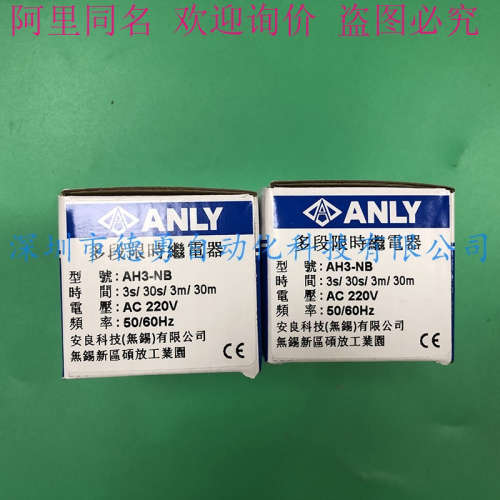 阿里同名 欢迎询价 盗图必究
ANLY
多段限時繼電器
型 號: AH3-NB
時 間: 3s/ 30s/ 3m/ 30m
電 壓: AC 220V
頻 率: 50/60Hz
安良科技(無錫)有限公司
無錫新區碩放工業園
CE
ANLY
多段限時繼電器
型 號: AH3-NB
時 間: 3s/ 30s/ 3m/ 30m
電 壓: AC 220V
頻 率: 50/60Hz
安良科技(無錫)有限公司
無錫新區碩放工業園
CE
深圳市德勇自动化科技有限公司